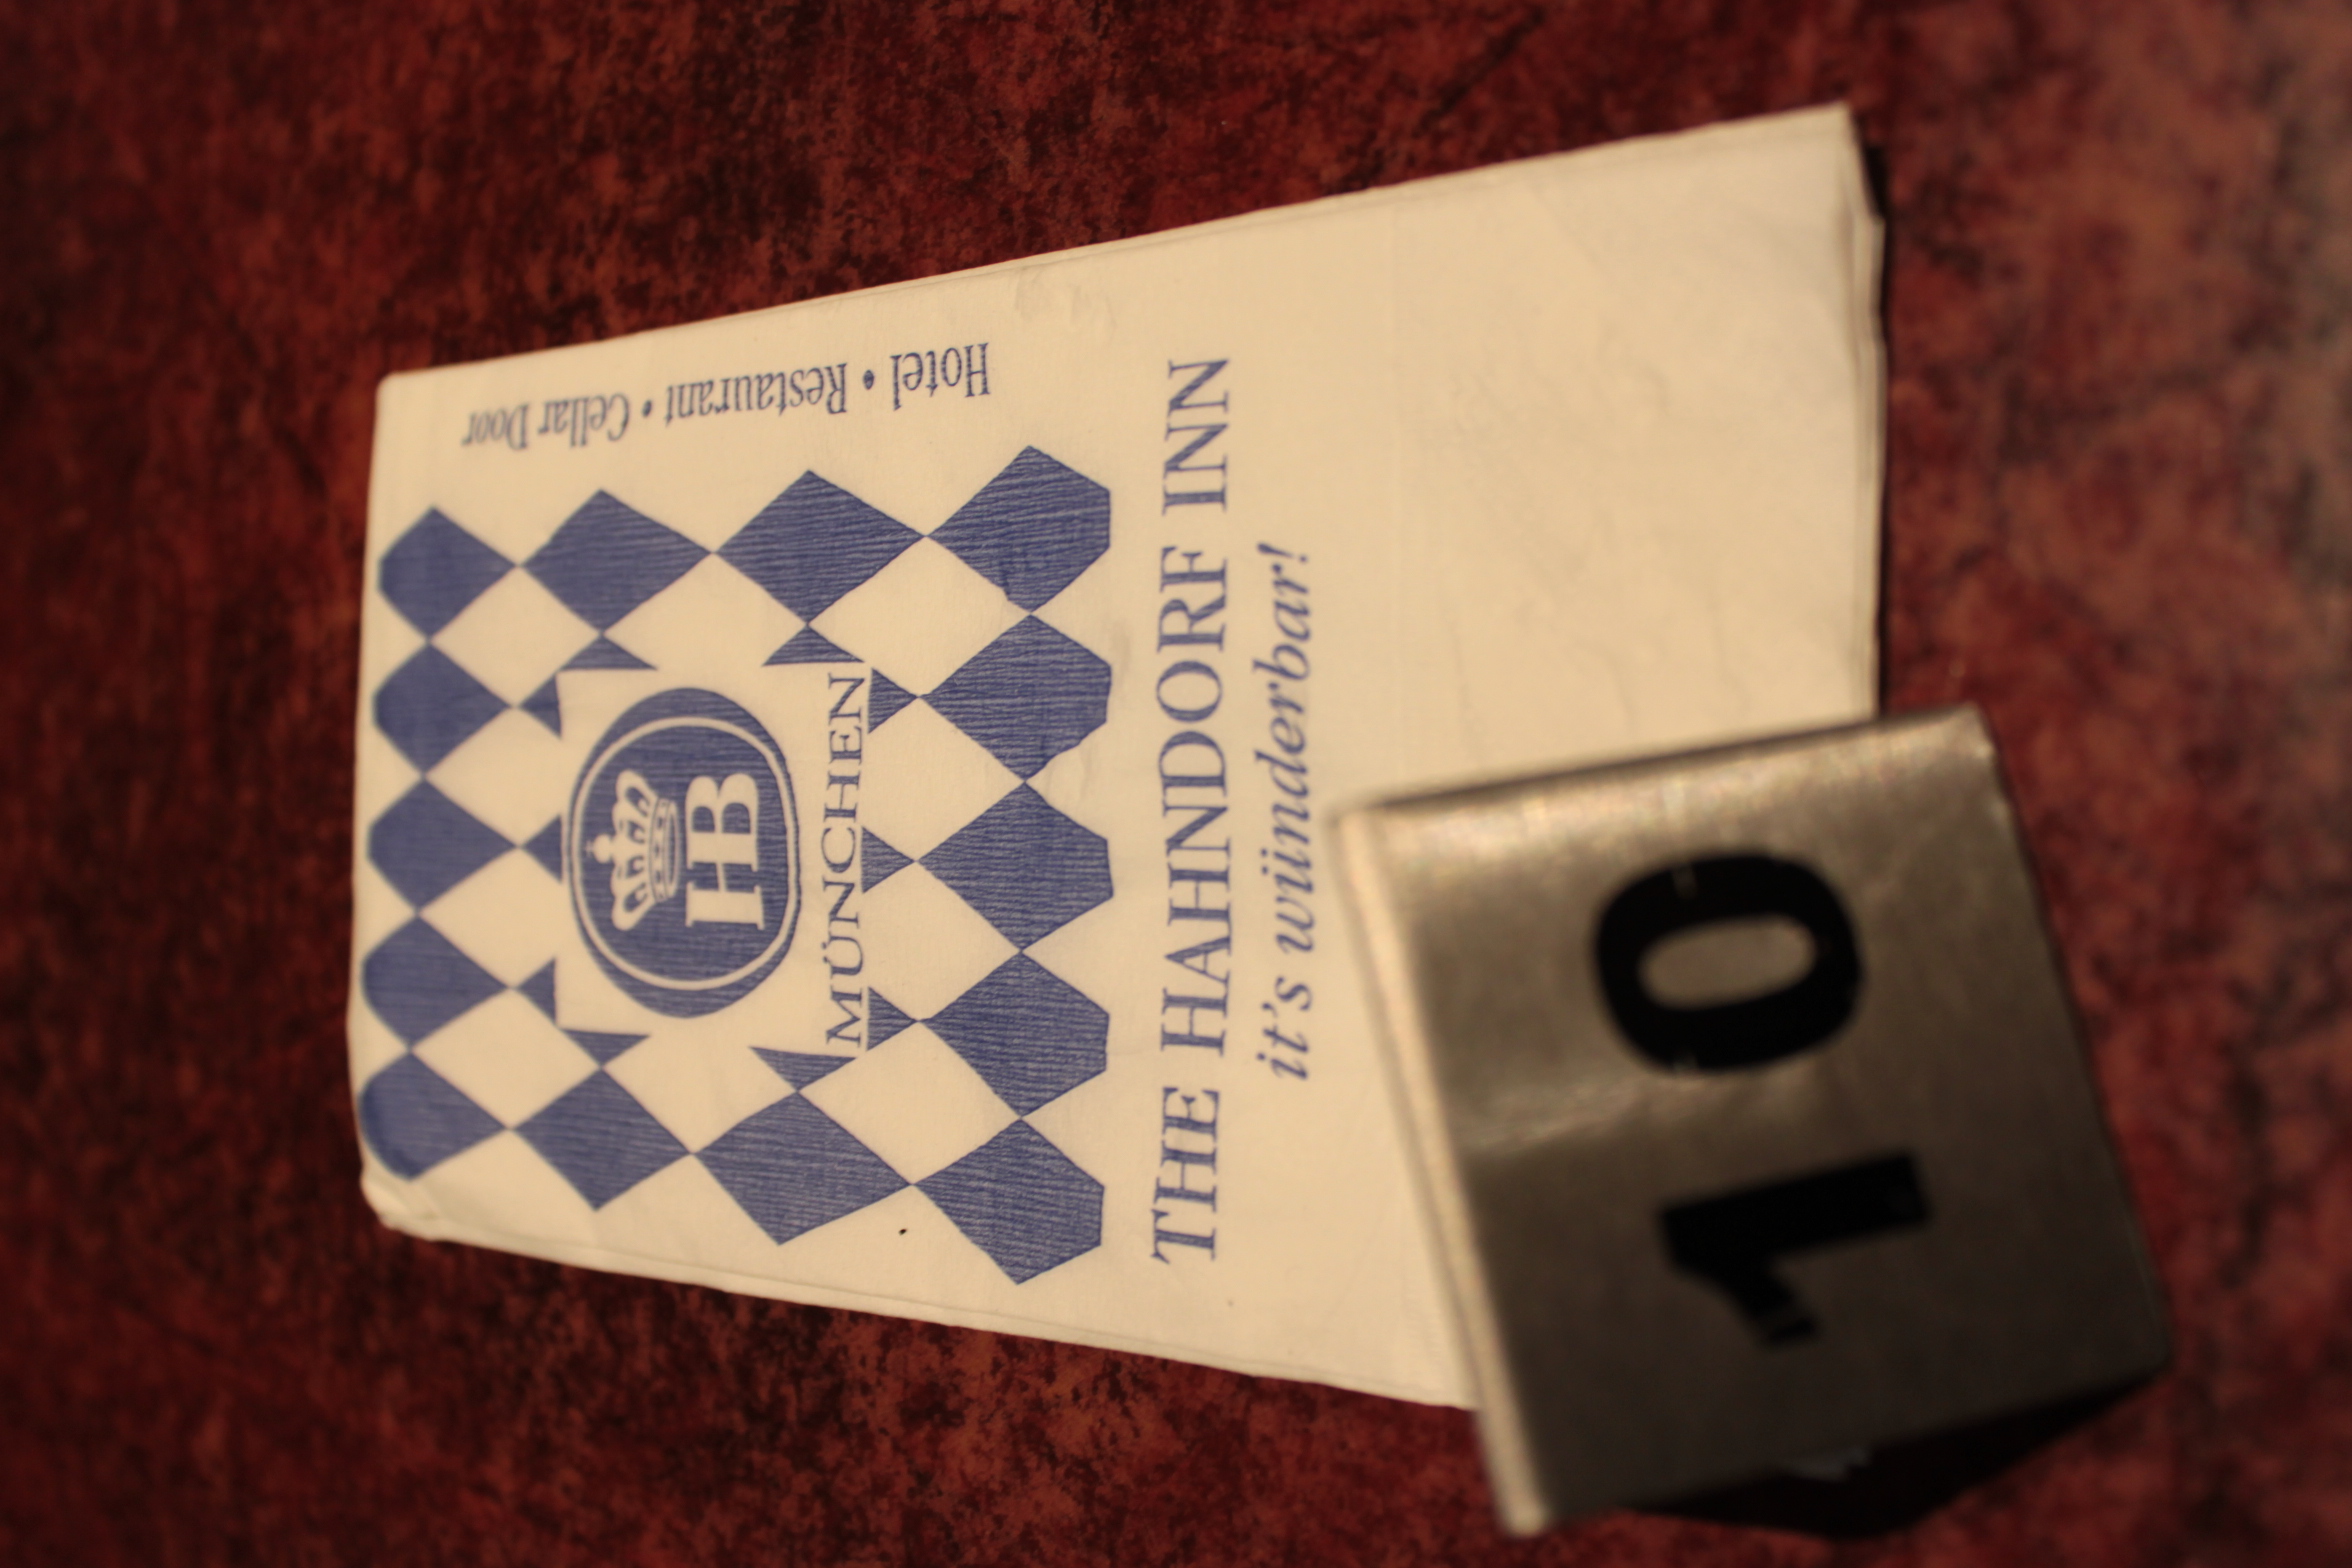 HB
MÜNCHEN
THE HAHNDORF INN
it's wünderbar!
Hotel • Restaurant • Cellar Door
10